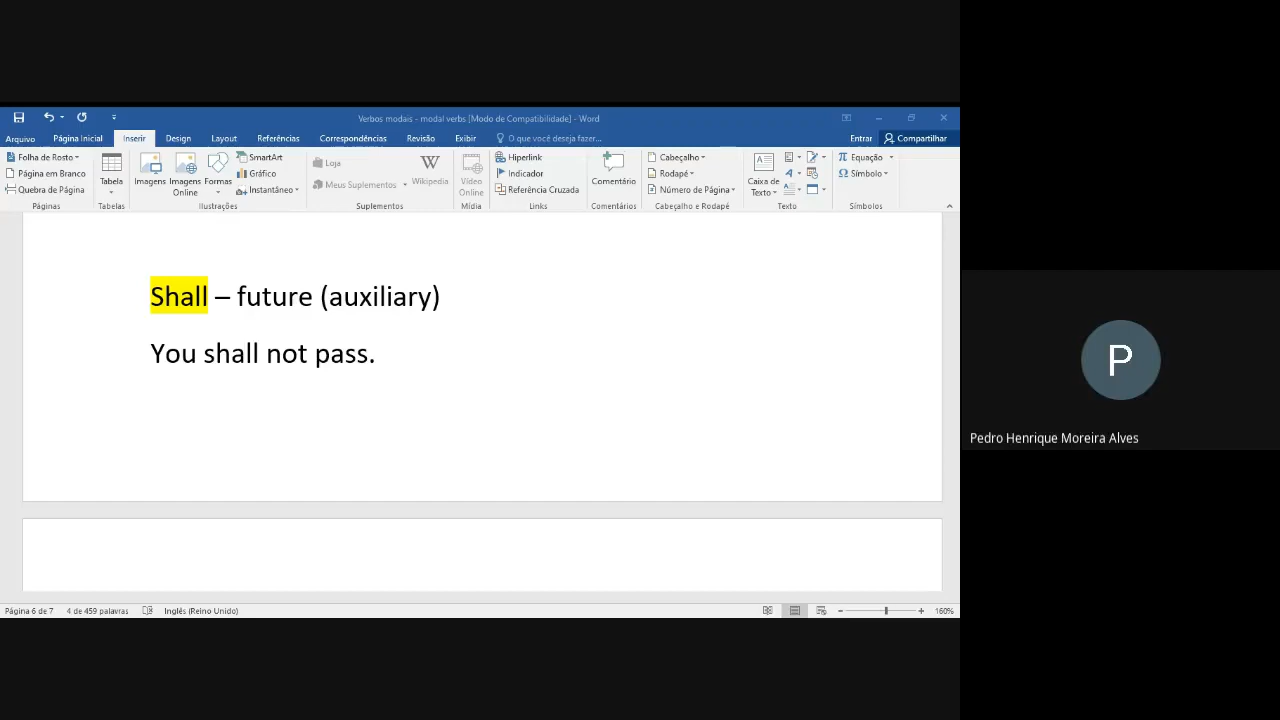 Verbos modais - modal verbs [Modo de Compatibilidade] - Word
Arquivo Página Inicial Inserir Design Layout Referências Correspondências Revisão Exibir O que você deseja fazer... Entrar Compartilhar
Folha de Rosto
Página em Branco
Quebra de Página
Páginas
Tabela
Tabelas
Imagens
Imagens Online
Formas
SmartArt
Gráfico
Instantâneo
Ilustrações
Loja
Meus Suplementos
Wikipedia
Suplementos
Vídeo Online
Mídia
Hiperlink
Indicador
Referência Cruzada
Links
Comentário
Comentários
Cabeçalho
Rodapé
Número de Página
Cabeçalho e Rodapé
Caixa de Texto
Texto
Equação
Símbolo
Símbolos
Shall – future (auxiliary)
You shall not pass.
P
Pedro Henrique Moreira Alves
Página 6 de 7 4 de 459 palavras Inglês (Reino Unido) 160%